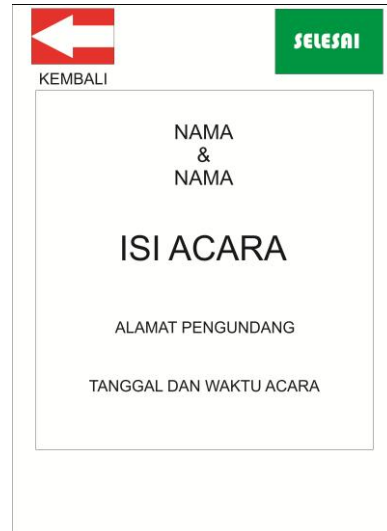 SELESAI
KEMBALI
NAMA
&
NAMA
ISI ACARA
ALAMAT PENGUNDANG
TANGGAL DAN WAKTU ACARA